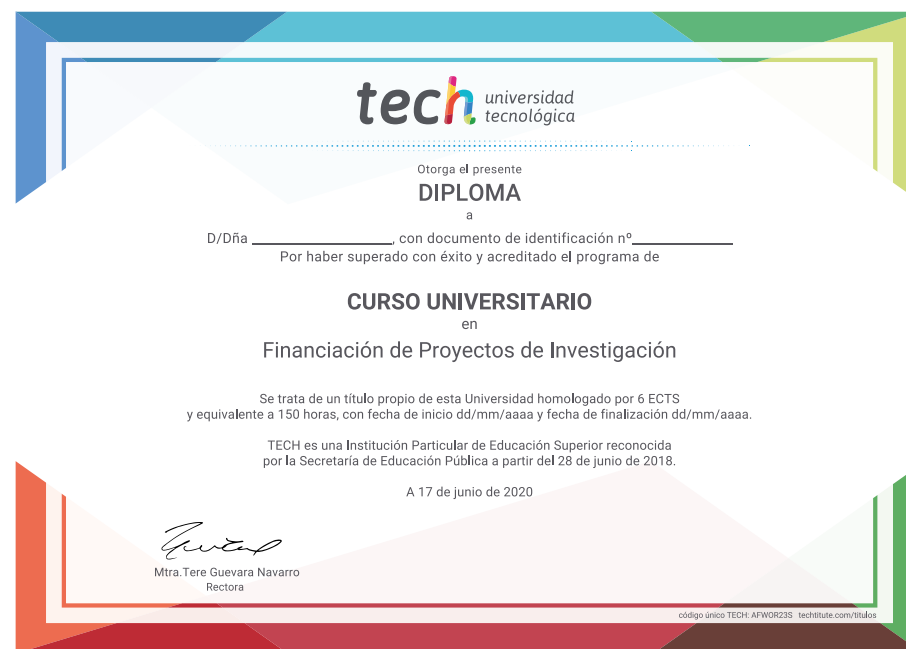 tech universidad
tecnológica
Otorga el presente
DIPLOMA
a
D/Dña ____________________, con documento de identificación nº______________
Por haber superado con éxito y acreditado el programa de
CURSO UNIVERSITARIO
en
Financiación de Proyectos de Investigación
Se trata de un título propio de esta Universidad homologado por 6 ECTS
y equivalente a 150 horas, con fecha de inicio dd/mm/aaaa y fecha de finalización dd/mm/aaaa.
TECH es una Institución Particular de Educación Superior reconocida
por la Secretaría de Educación Pública a partir del 28 de junio de 2018.
A 17 de junio de 2020
Mtra.Tere Guevara Navarro
Rectora
código único TECH: AFWOR23S techtitute.com/titulos